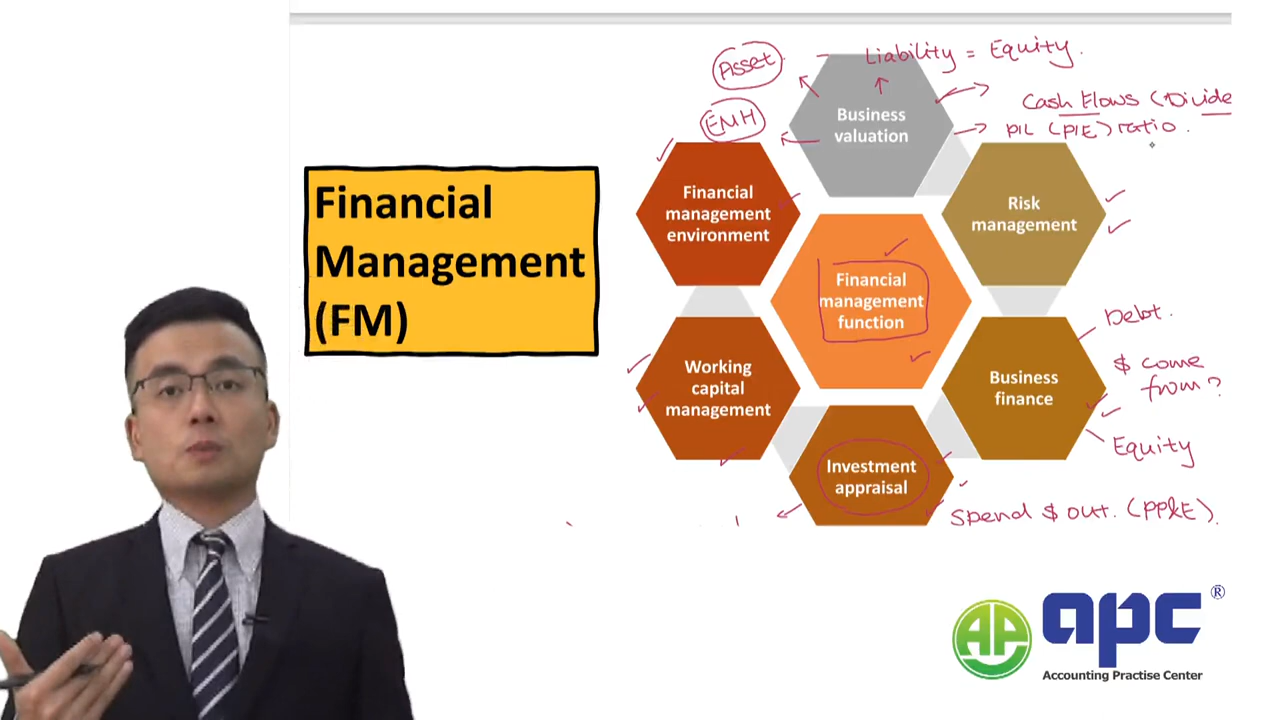 Asset
Liability = Equity.
Business
valuation
EMH
Cash Flows (Divide
P/L (P/E) ratio.
Financial
management
environment
Risk
management
Financial
Management
(FM)
Financial
management
function
Debt.
$ come
from?
Working
capital
management
Business
finance
Equity
Investment
appraisal
Spend $ out. (PP&E).
apc®
Accounting Practise Center